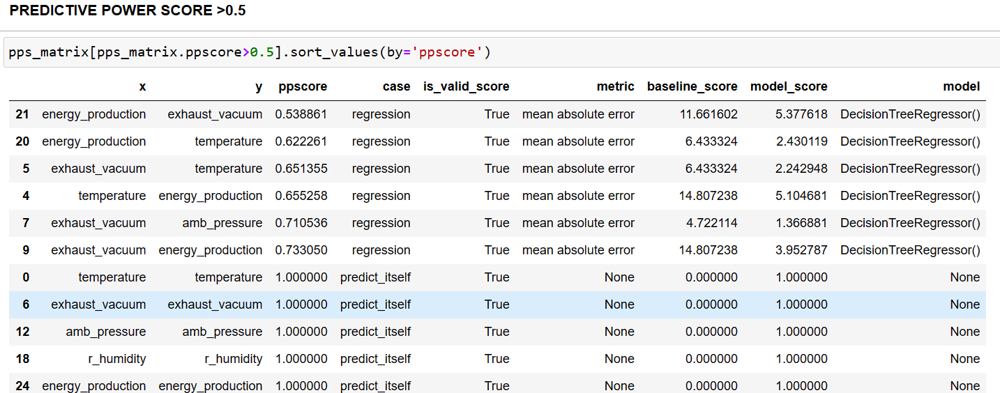 PREDICTIVE POWER SCORE >0.5
pps_matrix[pps_matrix.ppscore>0.5].sort_values(by='ppscore')
x y ppscore case is_valid_score metric baseline_score model_score model
21 energy_production exhaust_vacuum 0.538861 regression True mean absolute error 11.661602 5.377618 DecisionTreeRegressor()
20 energy_production temperature 0.622261 regression True mean absolute error 6.433324 2.430119 DecisionTreeRegressor()
5 exhaust_vacuum temperature 0.651355 regression True mean absolute error 6.433324 2.242948 DecisionTreeRegressor()
4 temperature energy_production 0.655258 regression True mean absolute error 14.807238 5.104681 DecisionTreeRegressor()
7 exhaust_vacuum amb_pressure 0.710536 regression True mean absolute error 4.722114 1.366881 DecisionTreeRegressor()
9 exhaust_vacuum energy_production 0.733050 regression True mean absolute error 14.807238 3.952787 DecisionTreeRegressor()
0 temperature temperature 1.000000 predict_itself True None 0.000000 1.000000 None
6 exhaust_vacuum exhaust_vacuum 1.000000 predict_itself True None 0.000000 1.000000 None
12 amb_pressure amb_pressure 1.000000 predict_itself True None 0.000000 1.000000 None
18 r_humidity r_humidity 1.000000 predict_itself True None 0.000000 1.000000 None
24 energy_production energy_production 1.000000 predict_itself True None 0.000000 1.000000 None